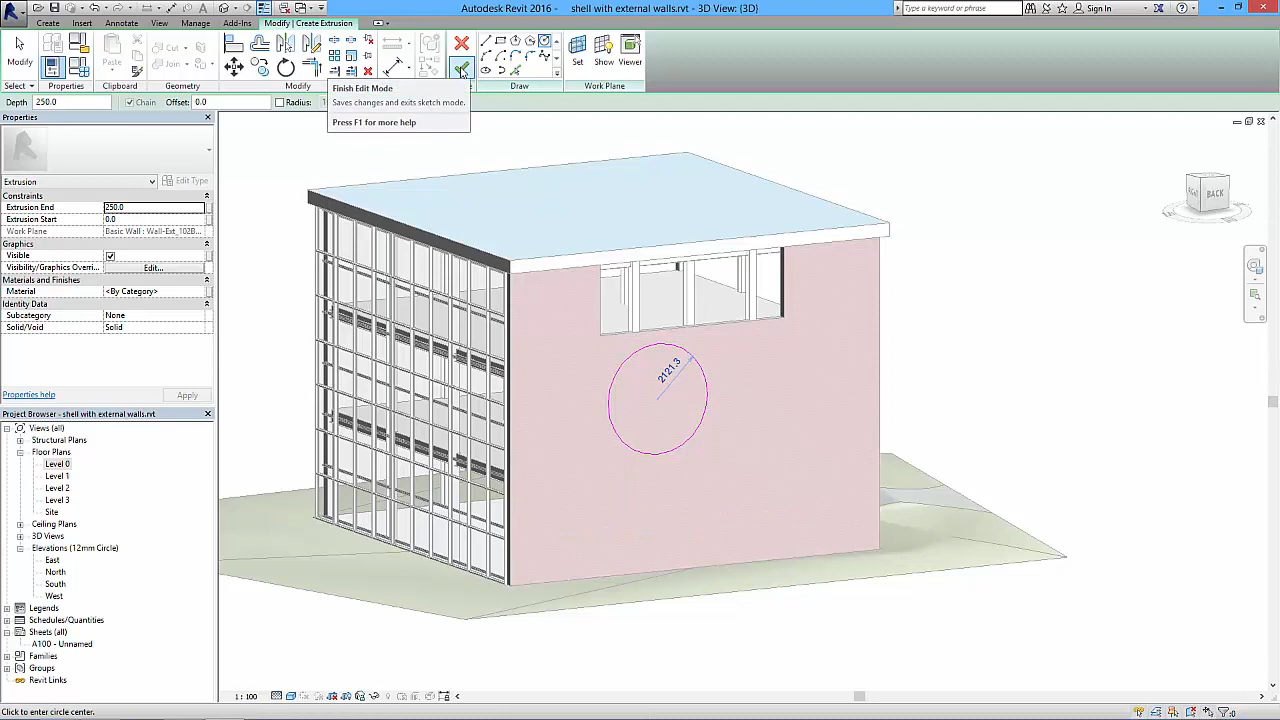 Autodesk Revit 2016 - shell with external walls.rvt - 3D View: {3D}
Type a keyword or phrase
Sign In
Create
Insert
Annotate
View
Manage
Add-Ins
Modify | Create Extrusion
Modify
Cut
Join
Paste
Set
Show
Viewer
Select
Properties
Clipboard
Geometry
Modify
Draw
Work Plane
Depth 250.0
Chain
Offset: 0.0
Radius:
Finish Edit Mode
Saves changes and exits sketch mode.
Press F1 for more help
Properties
Extrusion
Edit Type
Constraints
Extrusion End 250.0
Extrusion Start 0.0
Work Plane Basic Wall : Wall-Ext_102B...
Graphics
Visible
Visibility/Graphics Overri... Edit...
Materials and Finishes
Material <By Category>
Identity Data
Subcategory None
Solid/Void Solid
Properties help
Apply
Project Browser - shell with external walls.rvt
Views (all)
Structural Plans
Floor Plans
Level 0
Level 1
Level 2
Level 3
Site
Ceiling Plans
3D Views
Elevations (12mm Circle)
East
North
South
West
Legends
Schedules/Quantities
Sheets (all)
A100 - Unnamed
Families
Groups
Revit Links
2121.3
BACK
1 : 100
Click to enter circle center.
:0